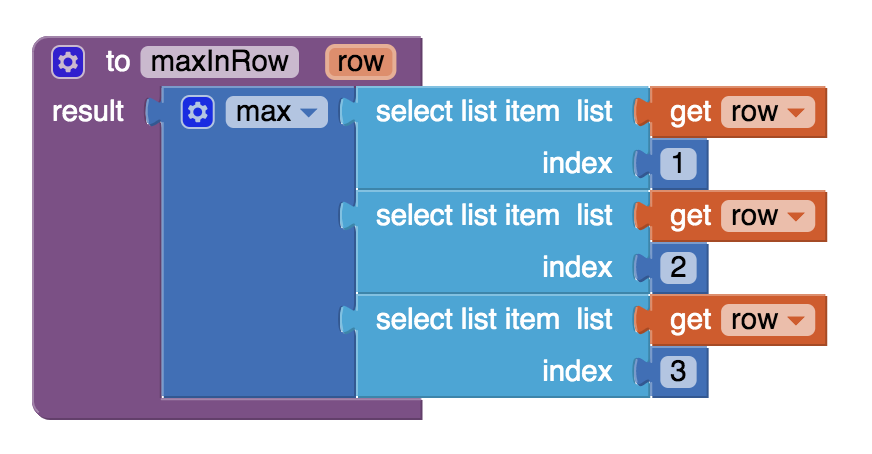 to maxInRow row
result max select list item list get row
index 1
select list item list get row
index 2
select list item list get row
index 3